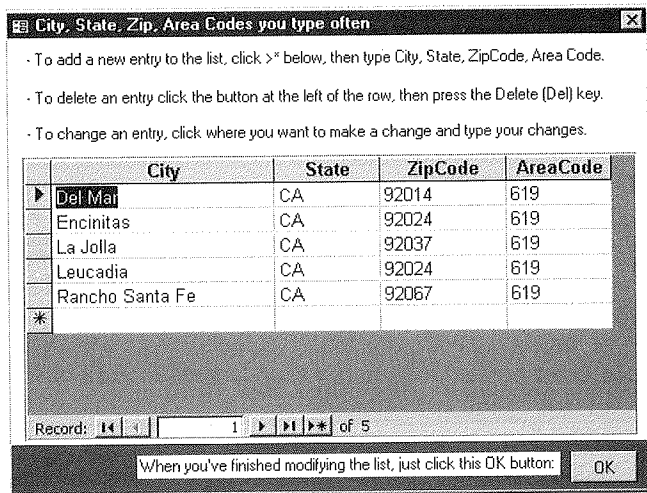 City, State, Zip, Area Codes you type often
- To add a new entry to the list, click >* below, then type City, State, ZipCode, Area Code.
- To delete an entry click the button at the left of the row, then press the Delete (Del) key.
- To change an entry, click where you want to make a change and type your changes.
City State ZipCode AreaCode
Del Mar CA 92014 619
Encinitas CA 92024 619
La Jolla CA 92037 619
Leucadia CA 92024 619
Rancho Santa Fe CA 92067 619
Record: 1 of 5
When you've finished modifying the list, just click this OK button: OK